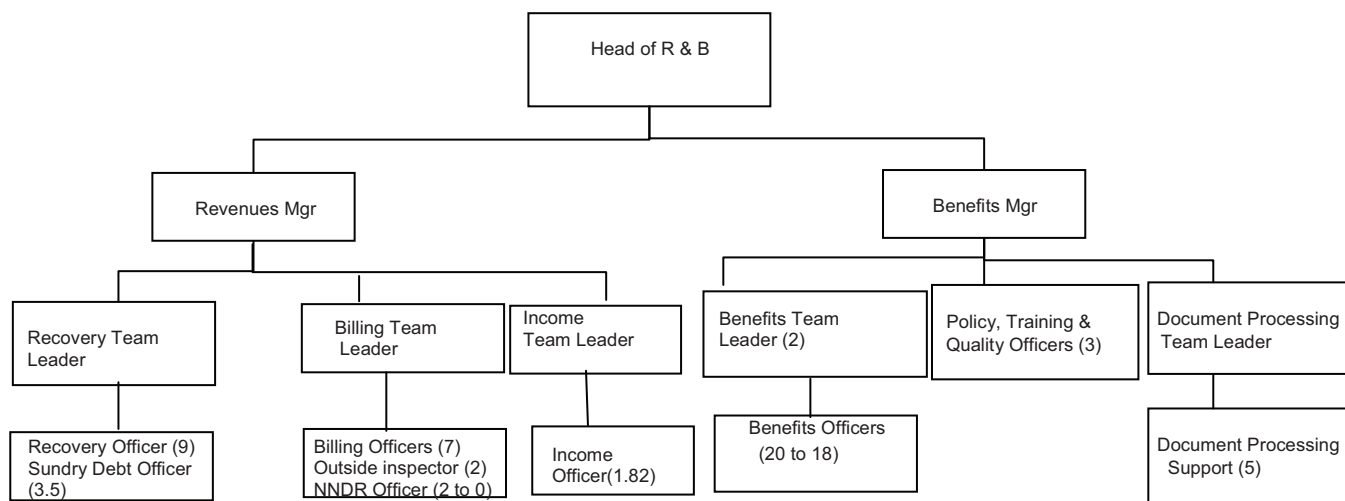 Head of R & B
Revenues Mgr
Benefits Mgr
Recovery Team
Leader
Billing Team
Leader
Income
Team Leader
Benefits Team
Leader (2)
Policy, Training &
Quality Officers (3)
Document Processing
Team Leader
Recovery Officer (9)
Sundry Debt Officer
(3.5)
Billing Officers (7)
Outside inspector (2)
NNDR Officer (2 to 0)
Income
Officer(1.82)
Benefits Officers
(20 to 18)
Document Processing
Support (5)